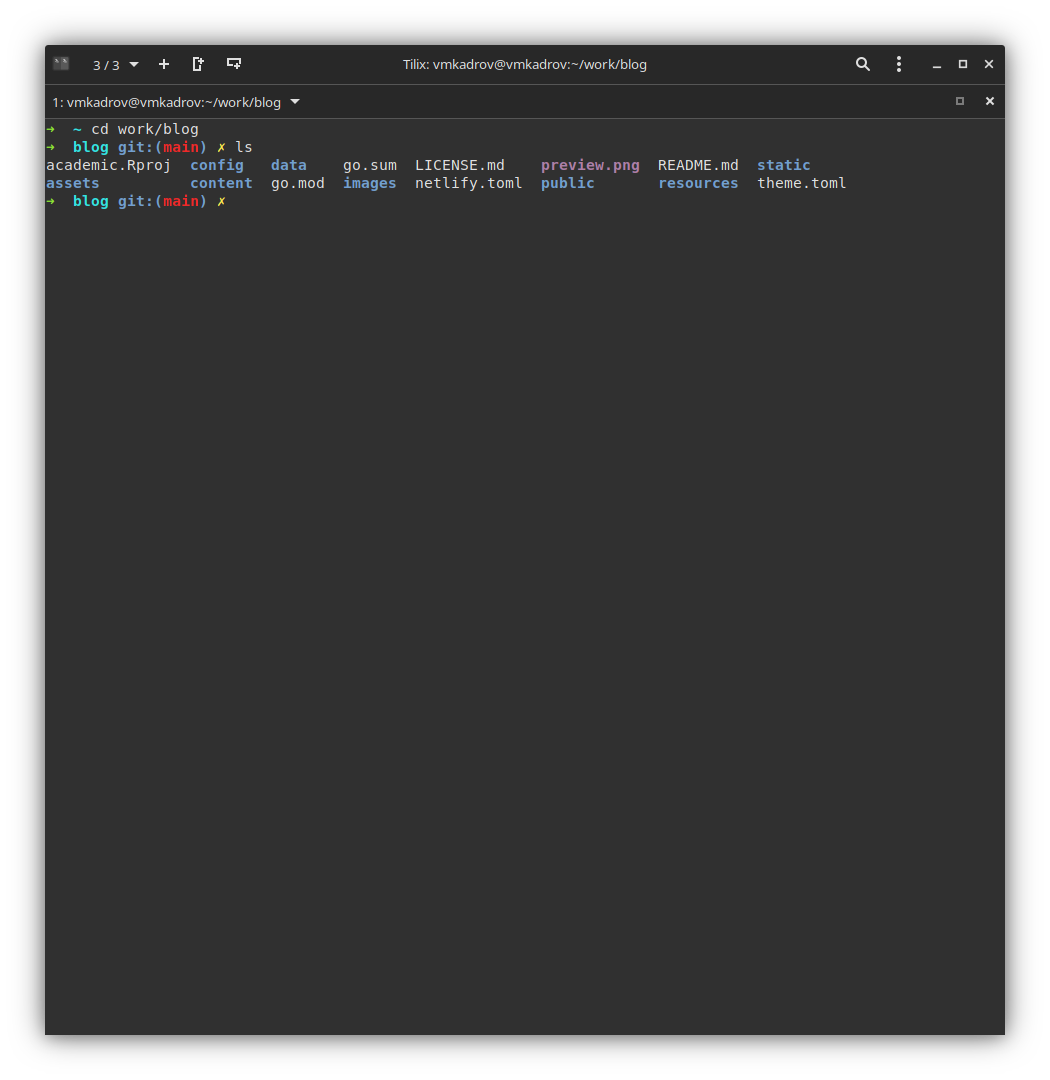 3 / 3 Tilix: vmkadrov@vmkadrov:~/work/blog
1: vmkadrov@vmkadrov:~/work/blog
➜  ~ cd work/blog
➜  blog git:(main) ✗ ls
academic.Rproj  config   data   go.sum  LICENSE.md    preview.png  README.md  static
assets          content  go.mod  images  netlify.toml  public       resources  theme.toml
➜  blog git:(main) ✗